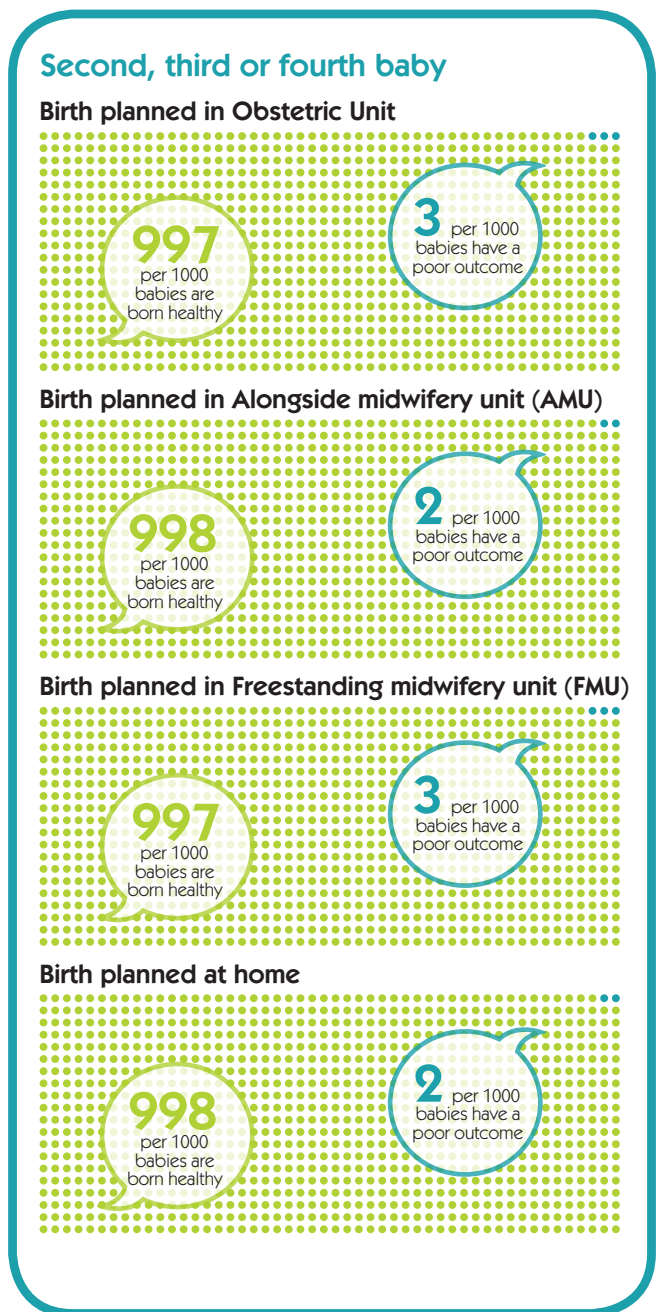 Second, third or fourth baby
Birth planned in Obstetric Unit
997
per 1000
babies are
born healthy
3 per 1000
babies have a
poor outcome
Birth planned in Alongside midwifery unit (AMU)
998
per 1000
babies are
born healthy
2 per 1000
babies have a
poor outcome
Birth planned in Freestanding midwifery unit (FMU)
997
per 1000
babies are
born healthy
3 per 1000
babies have a
poor outcome
Birth planned at home
998
per 1000
babies are
born healthy
2 per 1000
babies have a
poor outcome